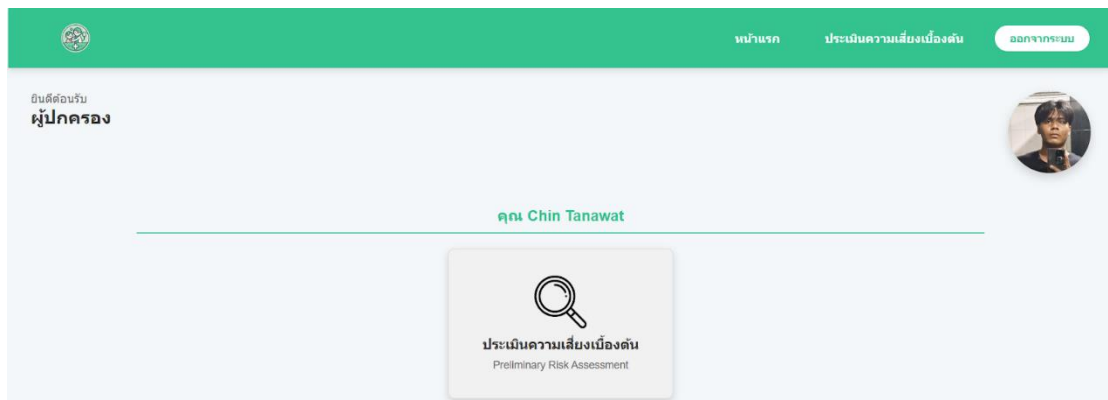 หน้าแรก ประเมินความเสี่ยงเบื้องต้น ออกจากระบบ
ยินดีต้อนรับ
ผู้ปกครอง
คุณ Chin Tanawat
ประเมินความเสี่ยงเบื้องต้น
Preliminary Risk Assessment